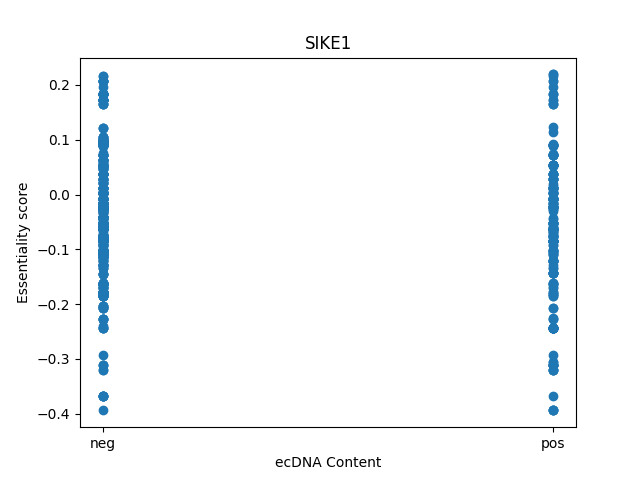 SIKE1
Essentiality score
0.2
0.1
0.0
−0.1
−0.2
−0.3
−0.4
neg
pos
ecDNA Content